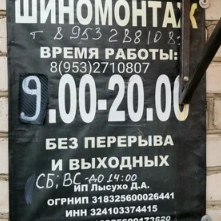 ШИНОМОНТАЖ
ВРЕМЯ РАБОТЫ:
8(953)2710807
9.00-20.00
БЕЗ ПЕРЕРЫВА
И ВЫХОДНЫХ
СБ; ВС-ДО 14:00
ИП Лысухо Д.А.
ОГРНИП 318325600026441
ИНН 324103374415